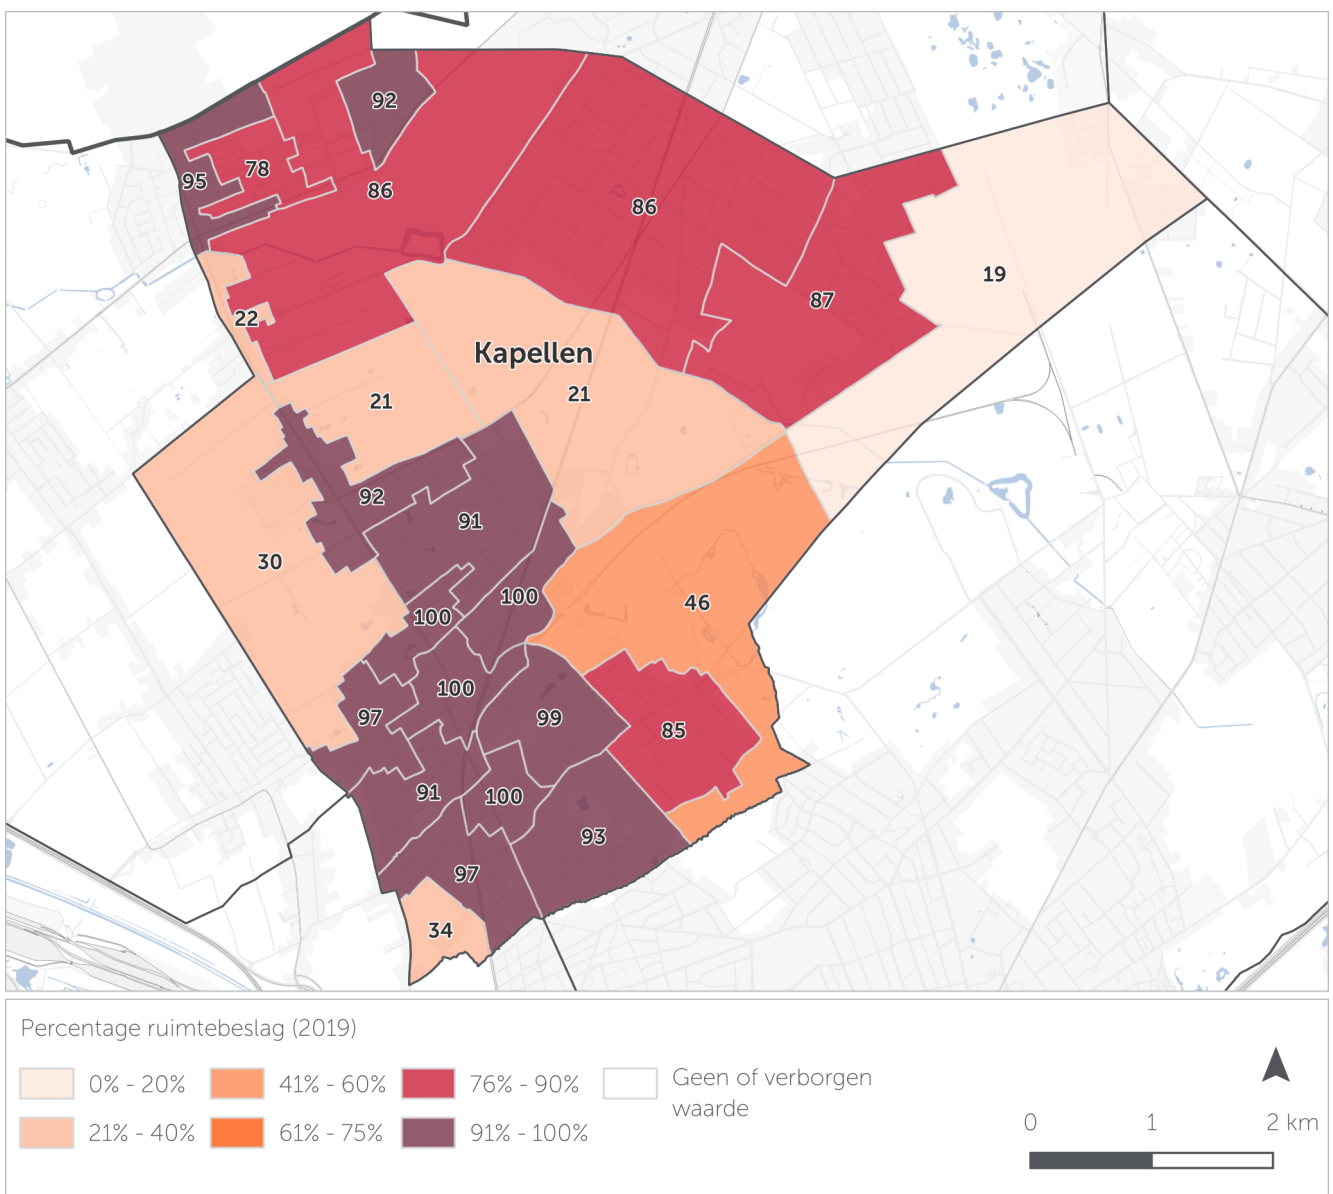 92
78
95
86
86
87
19
22
Kapellen
21
21
92
91
30
100
100
46
100
97
99
85
91
100
93
97
34
Percentage ruimtebeslag (2019)
0% - 20%
41% - 60%
76% - 90%
Geen of verborgen
waarde
21% - 40%
61% - 75%
91% - 100%
0 1 2 km